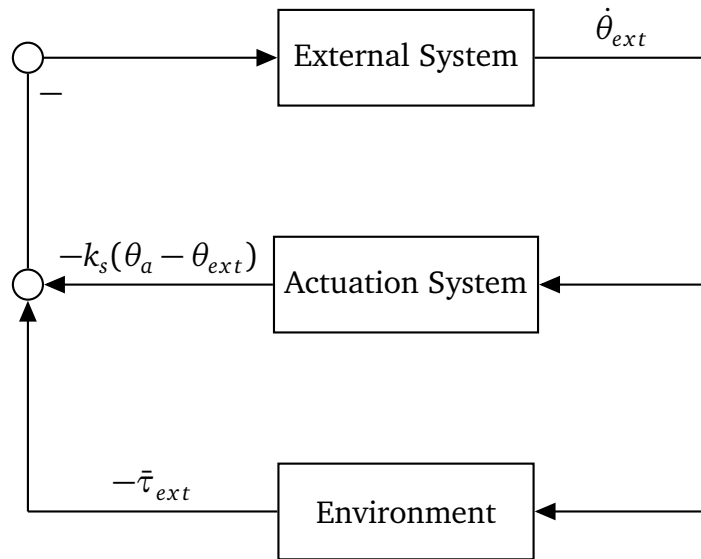 θ̇_ext
External System
−
−k_s(θ_a − θ_ext)
Actuation System
−τ̄_ext
Environment